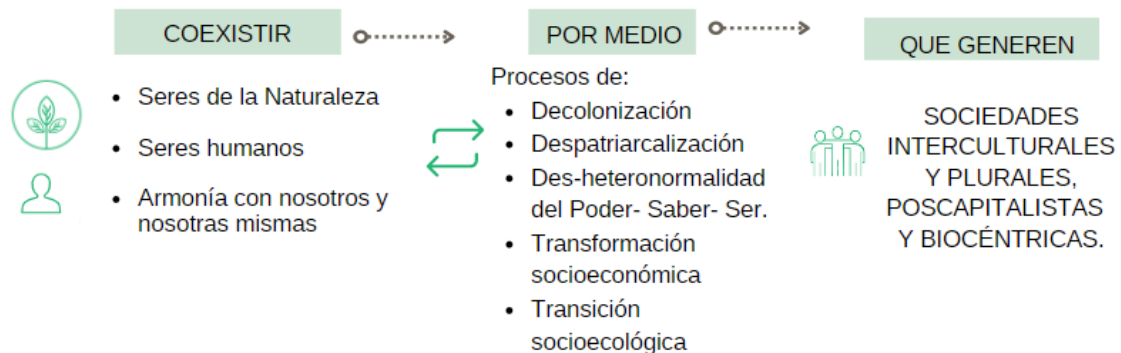 COEXISTIR
• Seres de la Naturaleza
• Seres humanos
• Armonía con nosotros y
nosotras mismas
POR MEDIO
Procesos de:
• Decolonización
• Despatriarcalización
• Des-heteronormalidad
del Poder- Saber- Ser.
• Transformación
socioeconómica
• Transición
socioecológica
QUE GENEREN
SOCIEDADES
INTERCULTURALES
Y PLURALES,
POSCAPITALISTAS
Y BIOCÉNTRICAS.